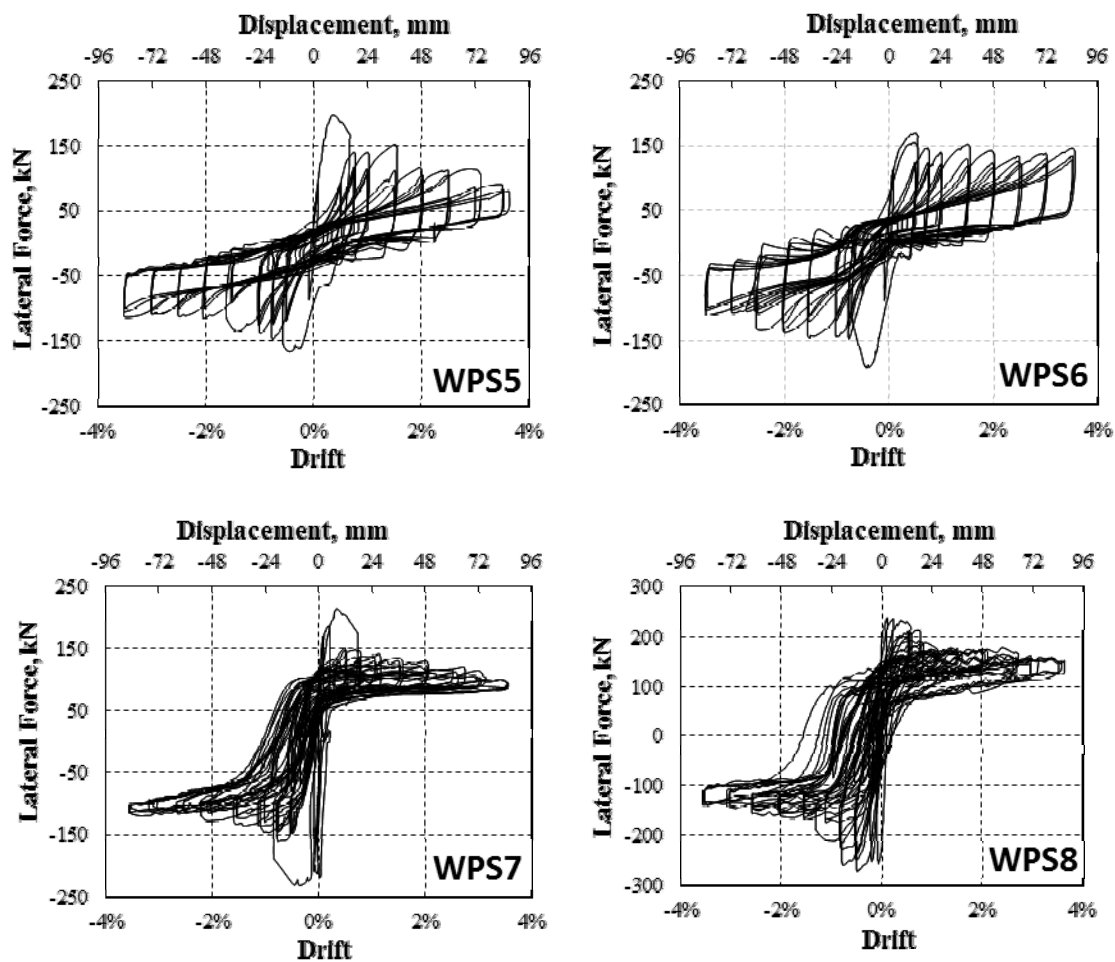 Displacement, mm
-96 -72 -48 -24 0 24 48 72 96
250
150
50
-50
-150
-250
Lateral Force, kN
WPS5
-4% -2% 0% 2% 4%
Drift
Displacement, mm
-96 -72 -48 -24 0 24 48 72 96
250
150
50
-50
-150
-250
Lateral Force, kN
WPS6
-4% -2% 0% 2% 4%
Drift
Displacement, mm
-96 -72 -48 -24 0 24 48 72 96
250
150
50
-50
-150
-250
Lateral Force, kN
WPS7
-4% -2% 0% 2% 4%
Drift
Displacement, mm
-96 -72 -48 -24 0 24 48 72 96
300
200
100
0
-100
-200
-300
Lateral Force, kN
WPS8
-4% -2% 0% 2% 4%
Drift